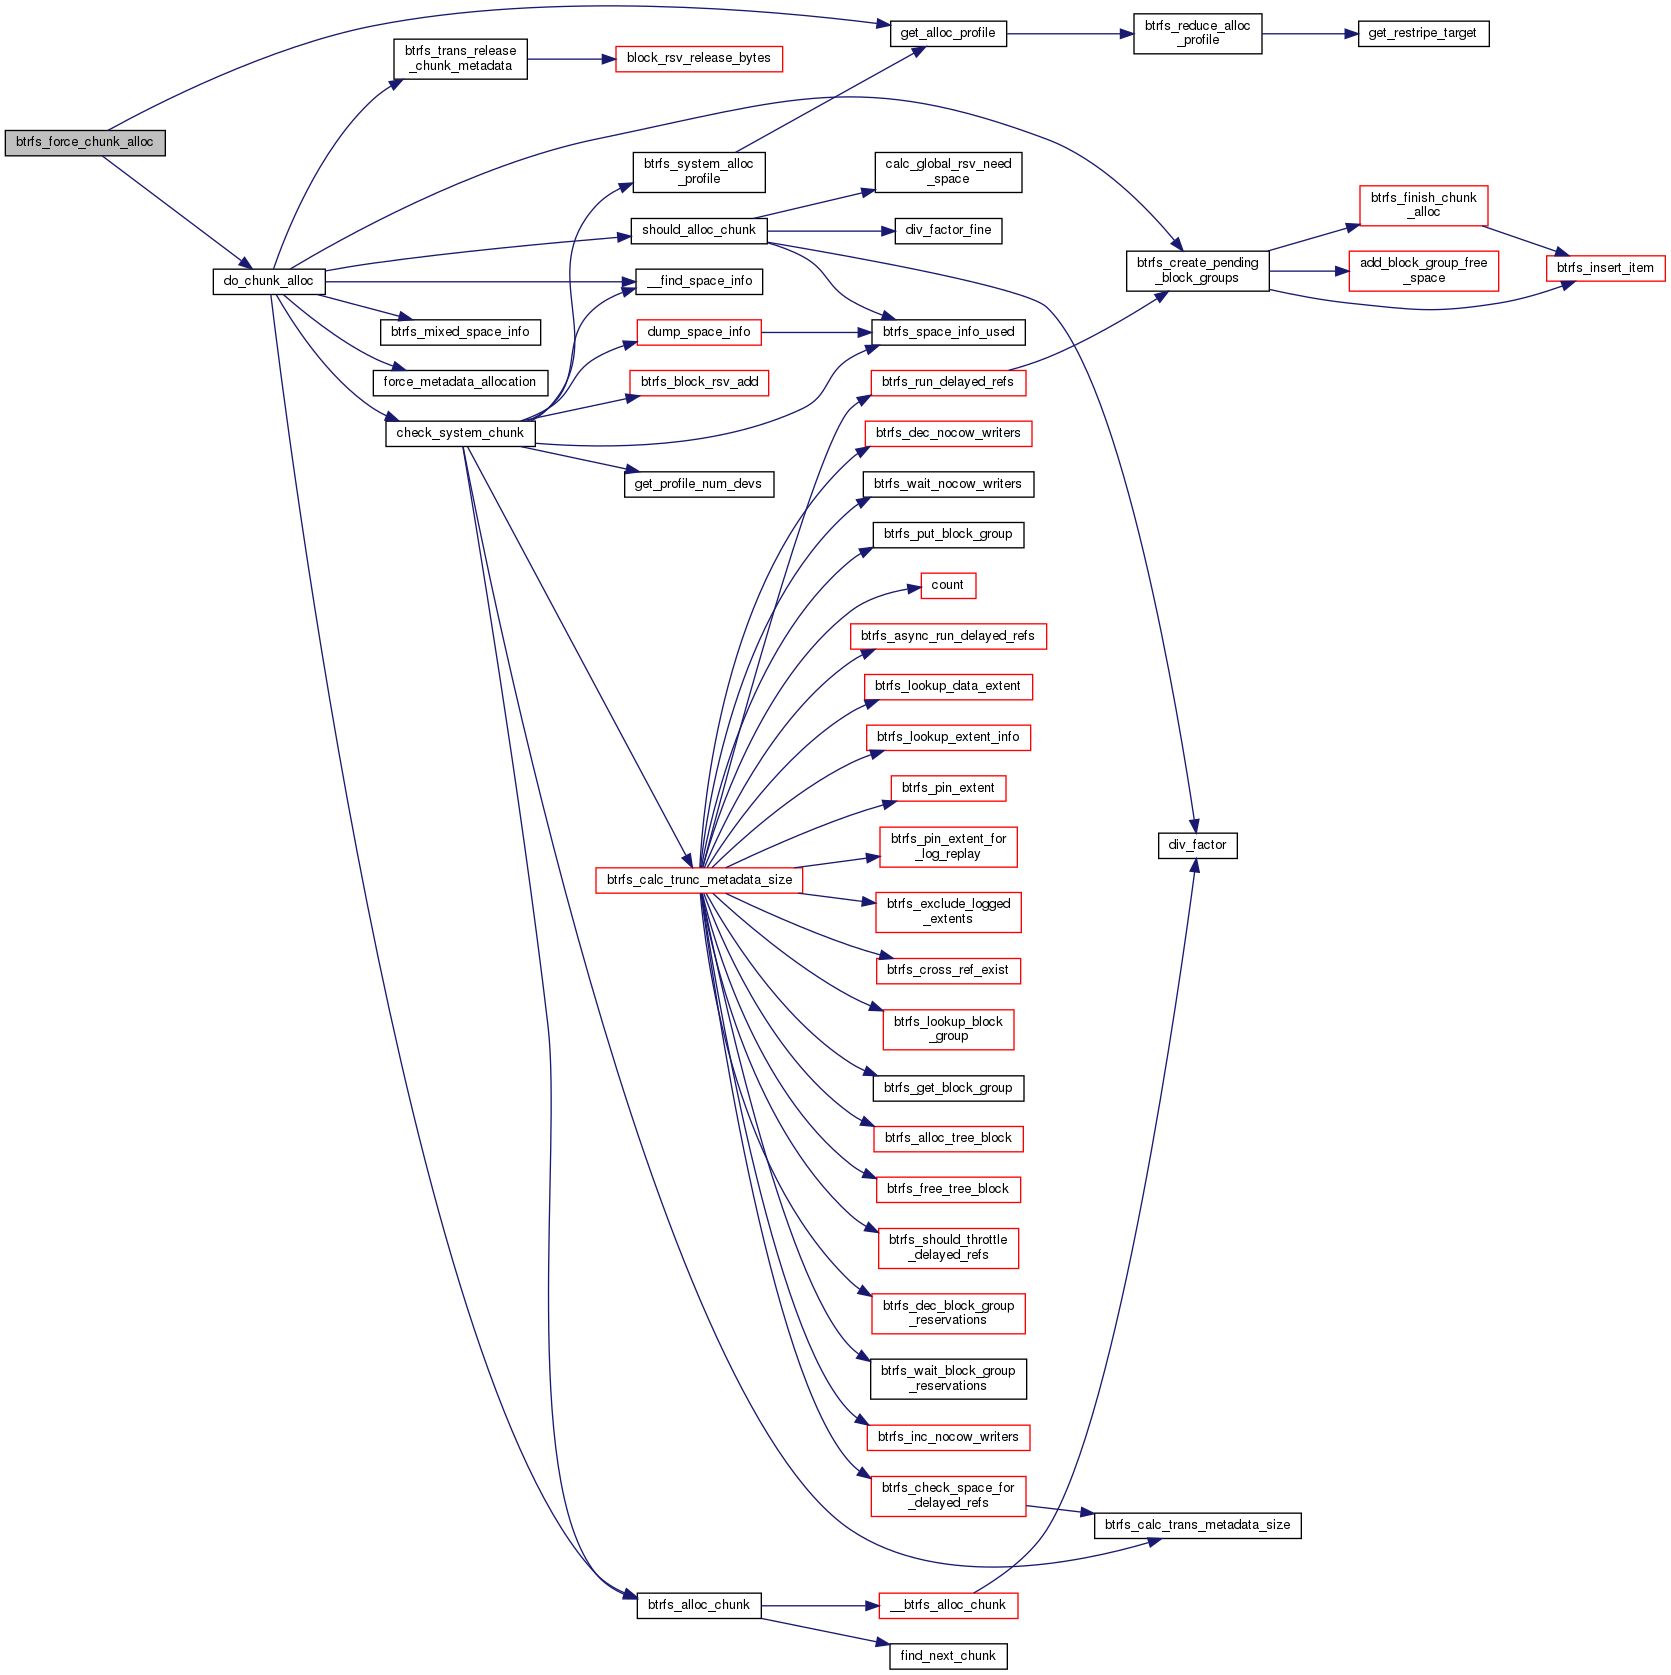 btrfs_force_chunk_alloc
do_chunk_alloc
btrfs_trans_release
_chunk_metadata
btrfs_mixed_space_info
force_metadata_allocation
check_system_chunk
block_rsv_release_bytes
btrfs_system_alloc
_profile
should_alloc_chunk
__find_space_info
dump_space_info
btrfs_block_rsv_add
get_profile_num_devs
btrfs_calc_trunc_metadata_size
btrfs_alloc_chunk
get_alloc_profile
calc_global_rsv_need
_space
div_factor_fine
btrfs_space_info_used
btrfs_run_delayed_refs
btrfs_dec_nocow_writers
btrfs_wait_nocow_writers
btrfs_put_block_group
count
btrfs_async_run_delayed_refs
btrfs_lookup_data_extent
btrfs_lookup_extent_info
btrfs_pin_extent
btrfs_pin_extent_for
_log_replay
btrfs_exclude_logged
_extents
btrfs_cross_ref_exist
btrfs_lookup_block
_group
btrfs_get_block_group
btrfs_alloc_tree_block
btrfs_free_tree_block
btrfs_should_throttle
_delayed_refs
btrfs_dec_block_group
_reservations
btrfs_wait_block_group
_reservations
btrfs_inc_nocow_writers
btrfs_check_space_for
_delayed_refs
__btrfs_alloc_chunk
find_next_chunk
btrfs_reduce_alloc
_profile
btrfs_create_pending
_block_groups
div_factor
btrfs_calc_trans_metadata_size
get_restripe_target
btrfs_finish_chunk
_alloc
add_block_group_free
_space
btrfs_insert_item